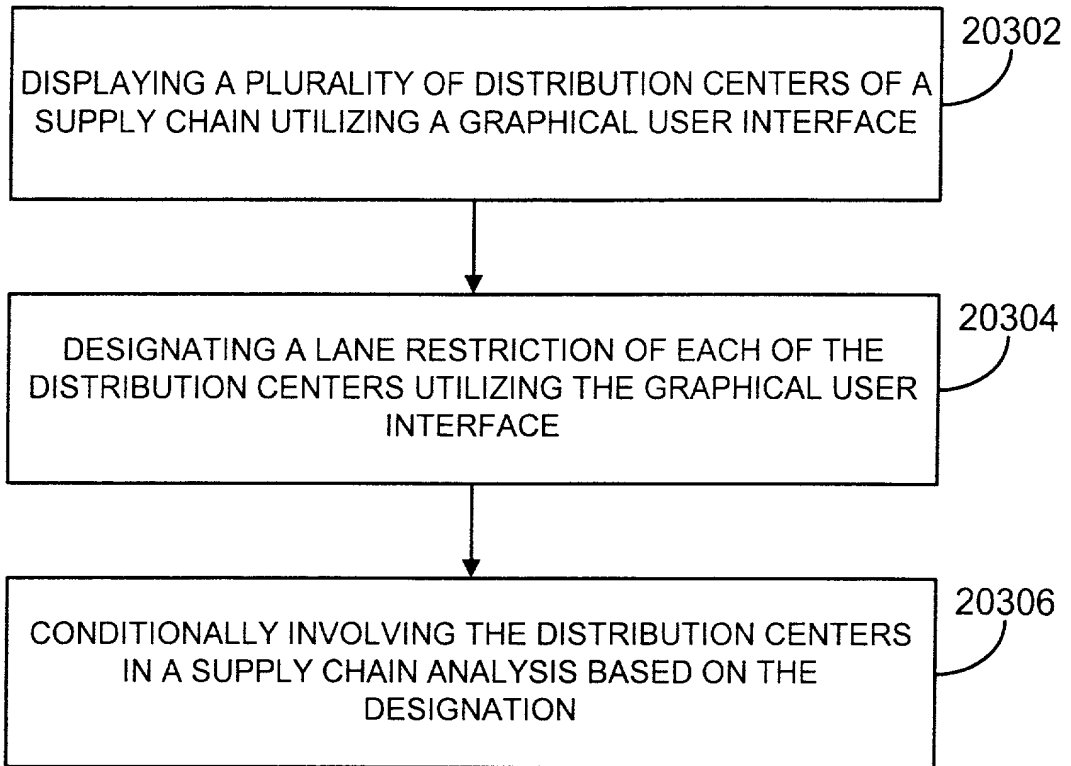 20302
DISPLAYING A PLURALITY OF DISTRIBUTION CENTERS OF A
SUPPLY CHAIN UTILIZING A GRAPHICAL USER INTERFACE
20304
DESIGNATING A LANE RESTRICTION OF EACH OF THE
DISTRIBUTION CENTERS UTILIZING THE GRAPHICAL USER
INTERFACE
20306
CONDITIONALLY INVOLVING THE DISTRIBUTION CENTERS
IN A SUPPLY CHAIN ANALYSIS BASED ON THE
DESIGNATION